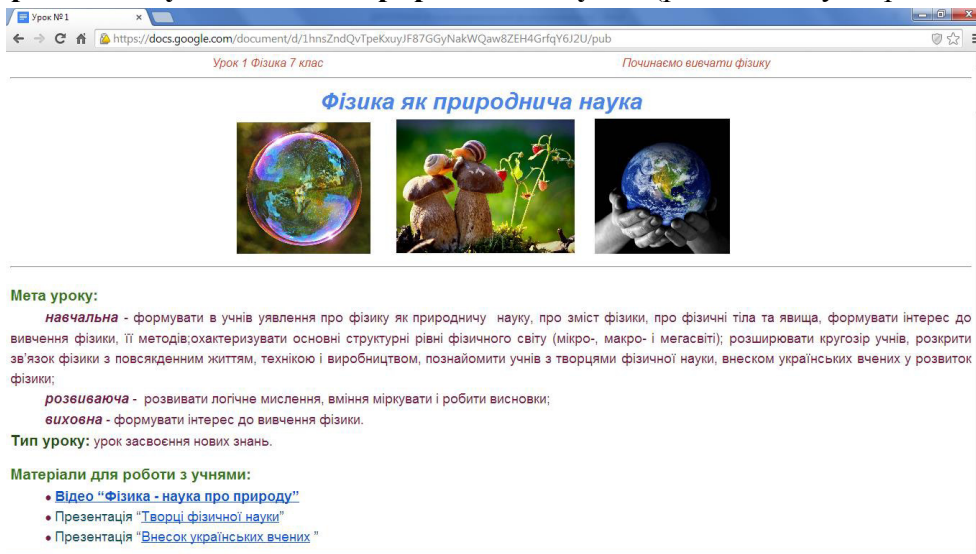 Урок №1
https://docs.google.com/document/d/1hnsZndQvTpeKxuyJF87GGyNakWQaw8ZEH4GrfqY6J2U/pub
Урок 1 Фізика 7 клас Починаємо вивчати фізику
Фізика як природнича наука
Мета уроку:
навчальна - формувати в учнів уявлення про фізику як природничу науку, про зміст фізики, про фізичні тіла та явища, формувати інтерес до
вивчення фізики, її методів;охактеризувати основні структурні рівні фізичного світу (мікро-, макро- і мегасвіті); розширювати кругозір учнів, розкрити
зв'язок фізики з повсякденним життям, технікою і виробництвом, познайомити учнів з творцями фізичної науки, внеском українських вчених у розвиток
фізики;
розвиваюча - розвивати логічне мислення, вміння міркувати і робити висновки;
виховна - формувати інтерес до вивчення фізики.
Тип уроку: урок засвоєння нових знань.
Матеріали для роботи з учнями:
• Відео “Фізика - наука про природу”
• Презентація “Творці фізичної науки”
• Презентація “Внесок українських вчених ”